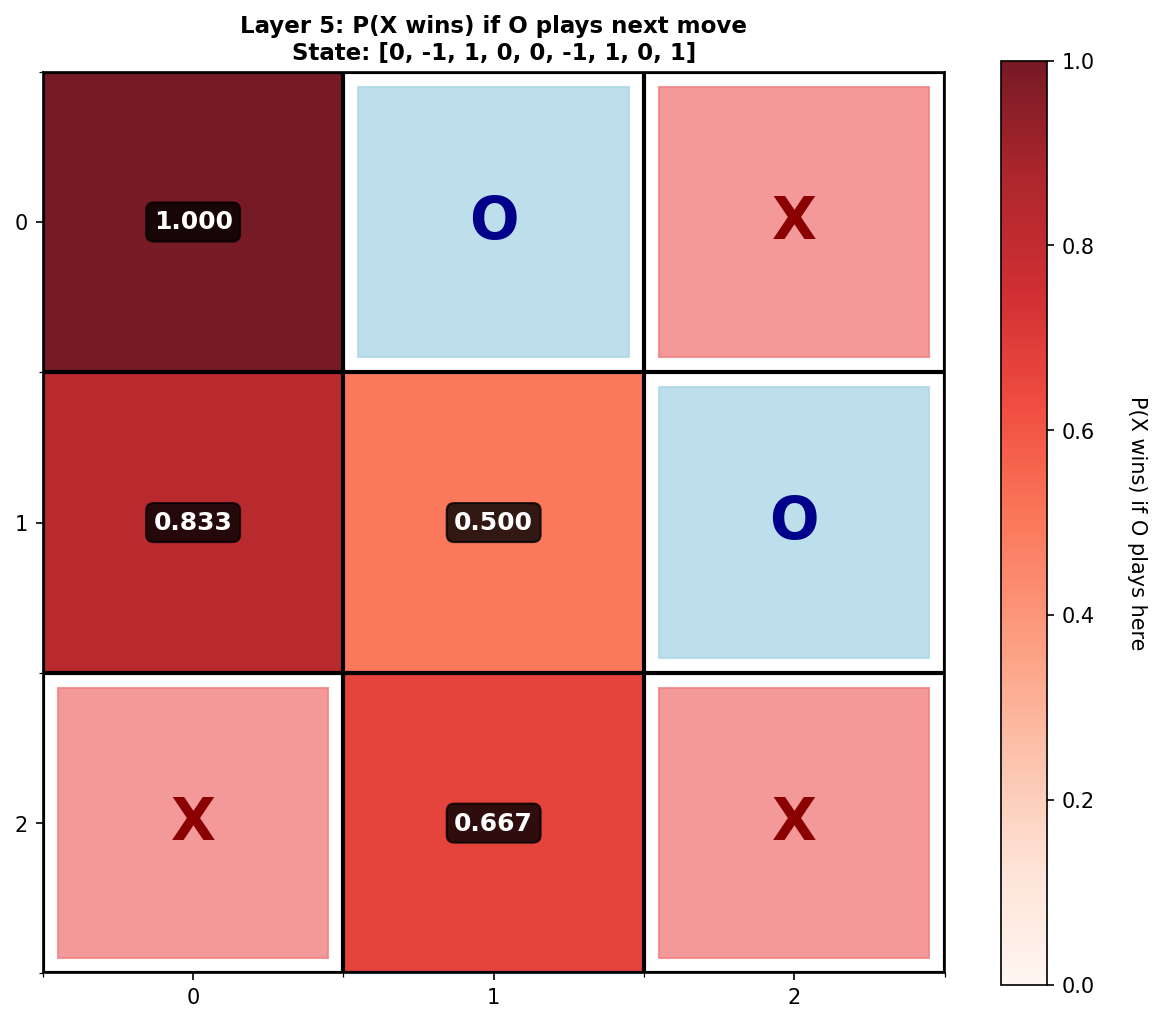 Layer 5: P(X wins) if O plays next move
State: [0, -1, 1, 0, 0, -1, 1, 0, 1]
0
1.000
O
X
1
0.833
0.500
O
2
X
0.667
X
0
1
2
1.0
0.8
0.6
0.4
0.2
0.0
P(X wins) if O plays here